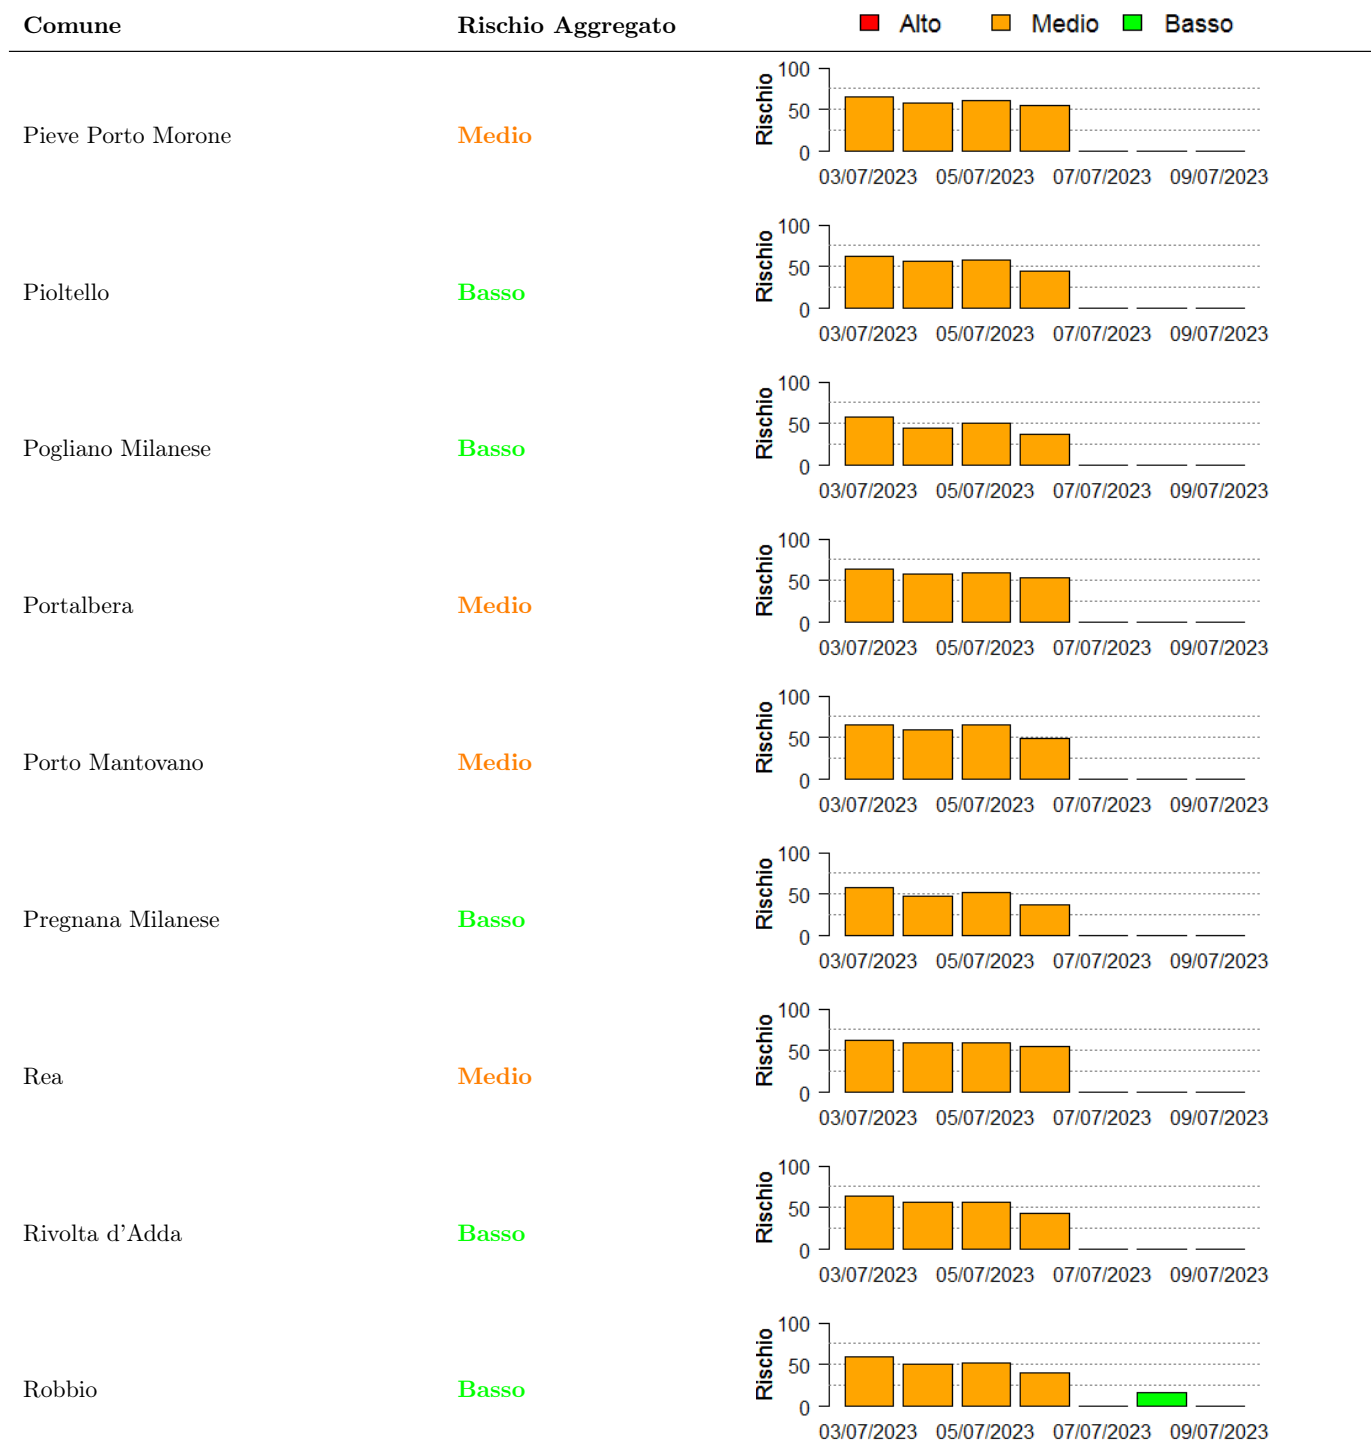 Comune Rischio Aggregato Alto Medio Basso
Pieve Porto Morone Medio
Rischio
100
50
0
03/07/2023 05/07/2023 07/07/2023 09/07/2023
Pioltello Basso
Rischio
100
50
0
03/07/2023 05/07/2023 07/07/2023 09/07/2023
Pogliano Milanese Basso
Rischio
100
50
0
03/07/2023 05/07/2023 07/07/2023 09/07/2023
Portalbera Medio
Rischio
100
50
0
03/07/2023 05/07/2023 07/07/2023 09/07/2023
Porto Mantovano Medio
Rischio
100
50
0
03/07/2023 05/07/2023 07/07/2023 09/07/2023
Pregnana Milanese Basso
Rischio
100
50
0
03/07/2023 05/07/2023 07/07/2023 09/07/2023
Rea Medio
Rischio
100
50
0
03/07/2023 05/07/2023 07/07/2023 09/07/2023
Rivolta d'Adda Basso
Rischio
100
50
0
03/07/2023 05/07/2023 07/07/2023 09/07/2023
Robbio Basso
Rischio
100
50
0
03/07/2023 05/07/2023 07/07/2023 09/07/2023